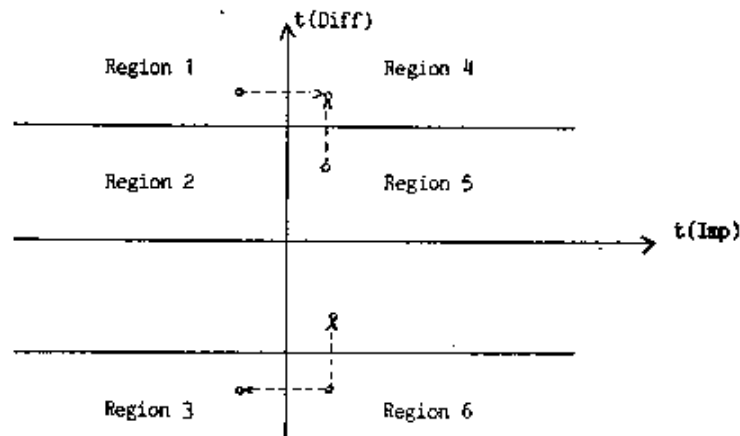 t(Diff)
Region 1
Region 4
Region 2
Region 5
t(Imp)
Region 3
Region 6